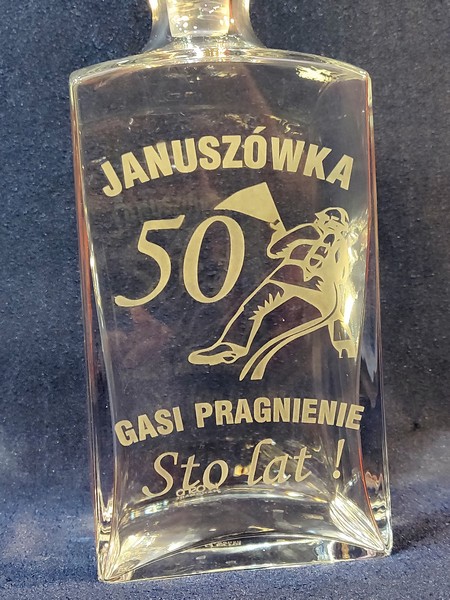 JANUSZÓWKA
50
GASI PRAGNIENIE
Sto lat !